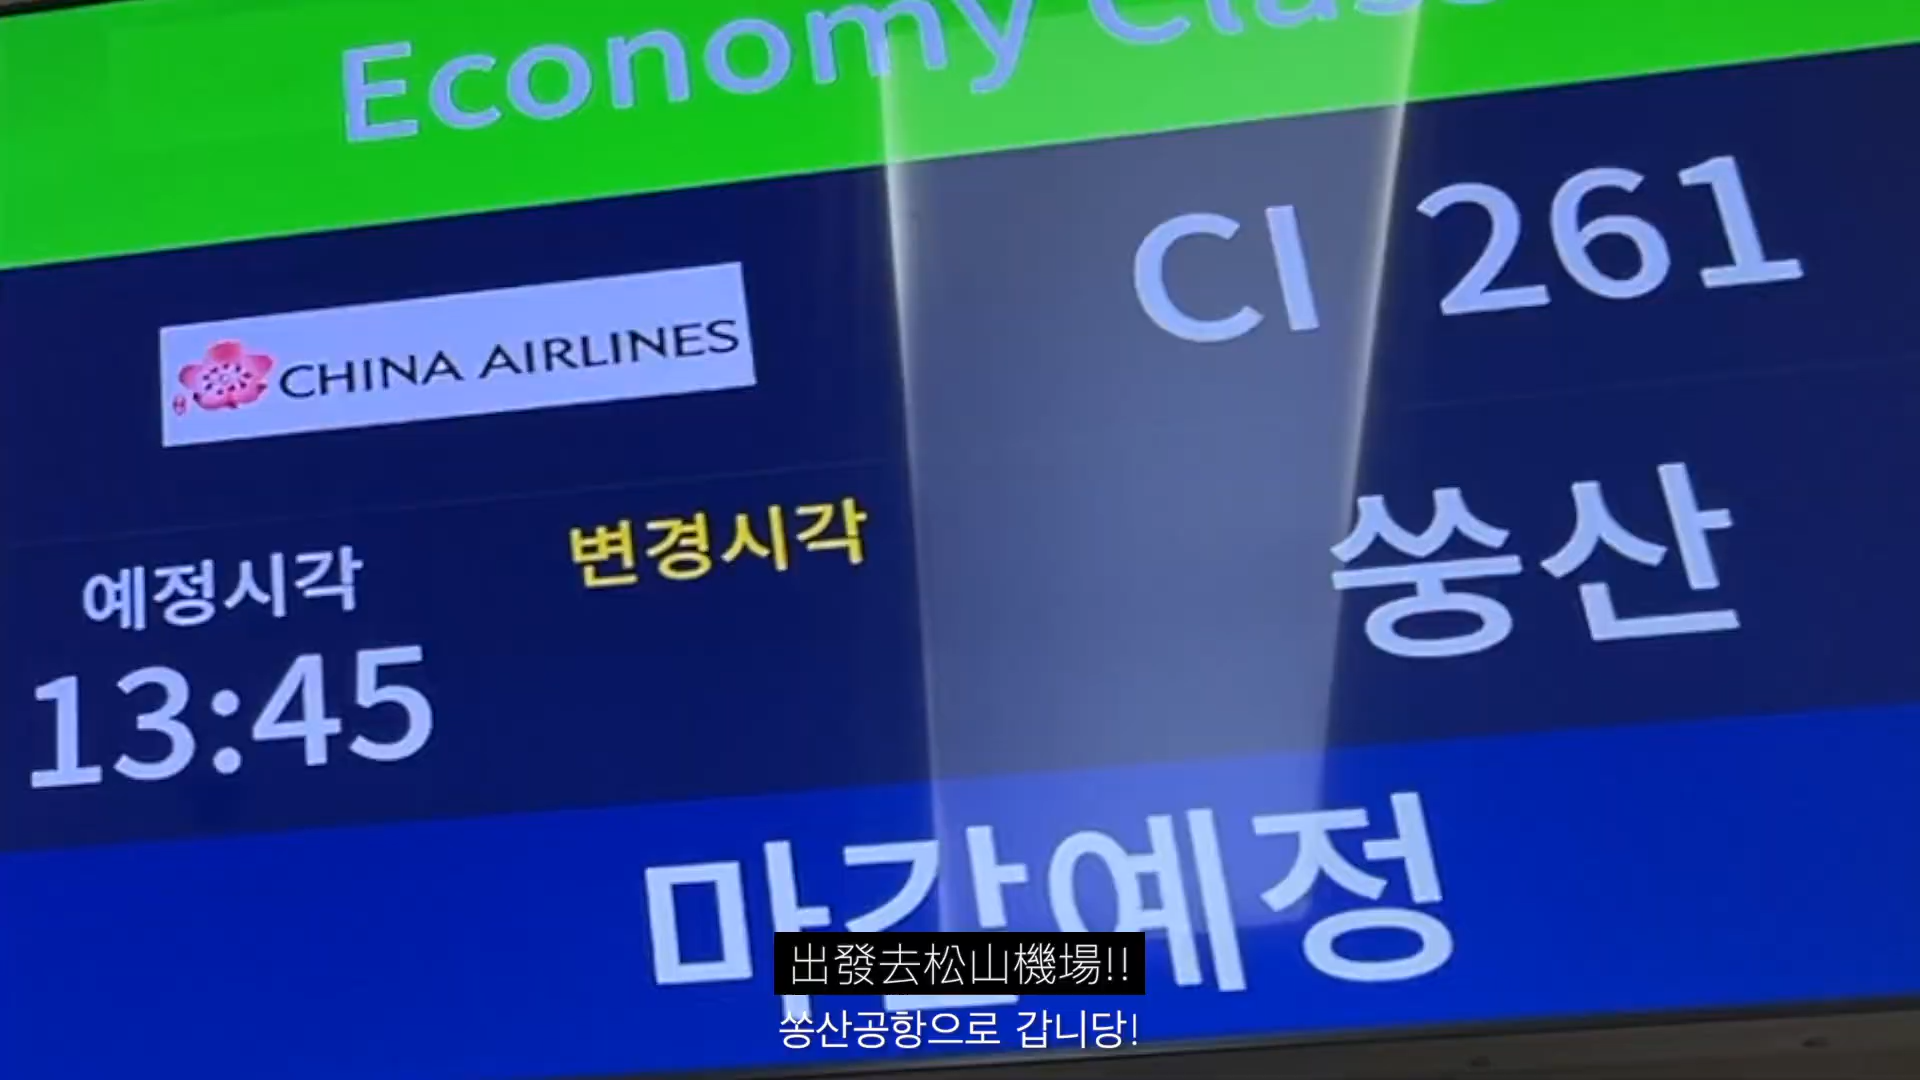 Economy Class
CI 261
CHINA AIRLINES
예정시각
변경시각
쑹산
13:45
마감예정
出發去松山機場!!
쏭산공항으로 갑니당!